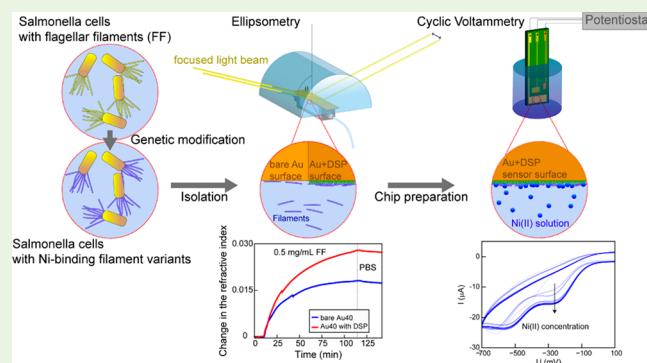 Salmonella cells
with flagellar filaments (FF)
Genetic modification
Salmonella cells
with Ni-binding filament variants
Isolation
Ellipsometry
focused light beam
bare Au
surface
Au+DSP
surface
Filaments
Chip preparation
Cyclic Voltammetry
Potentiosta
Au+DSP
sensor surface
Ni(II) solution
Change in the refractive index
0.030
0.015
0.000
0.5 mg/mL FF
PBS
bare Au40
Au40 with DSP
0 25 50 75 100 125
Time (min)
I (µA)
0
-10
-20
-30
Ni(II) concentration
-700 -500 -300 -100 100
(mV)